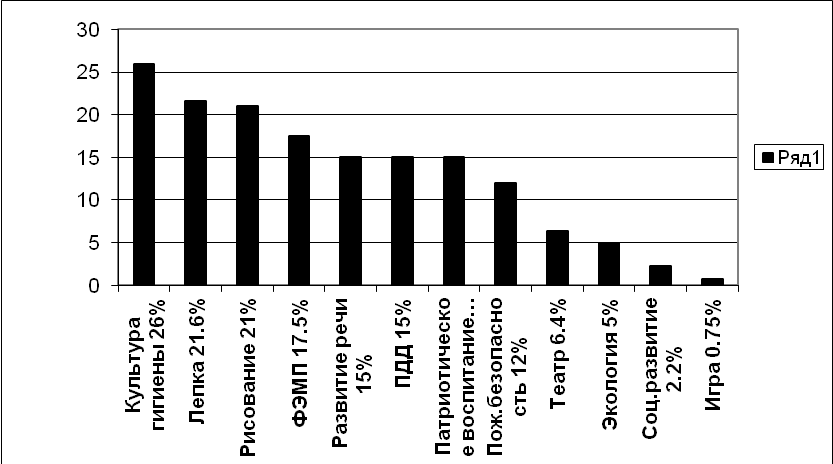 30
25
20
15
10
5
0
Ряд1
Культура
гигиены 26%
Лепка 21.6%
Рисование 21%
ФЭМП 17.5%
Развитие речи
15%
ПДД 15%
Патриотическо
е воспитание…
Пож.безопасно
сть 12%
Театр 6.4%
Экология 5%
Соц.развитие
2.2%
Игра 0.75%